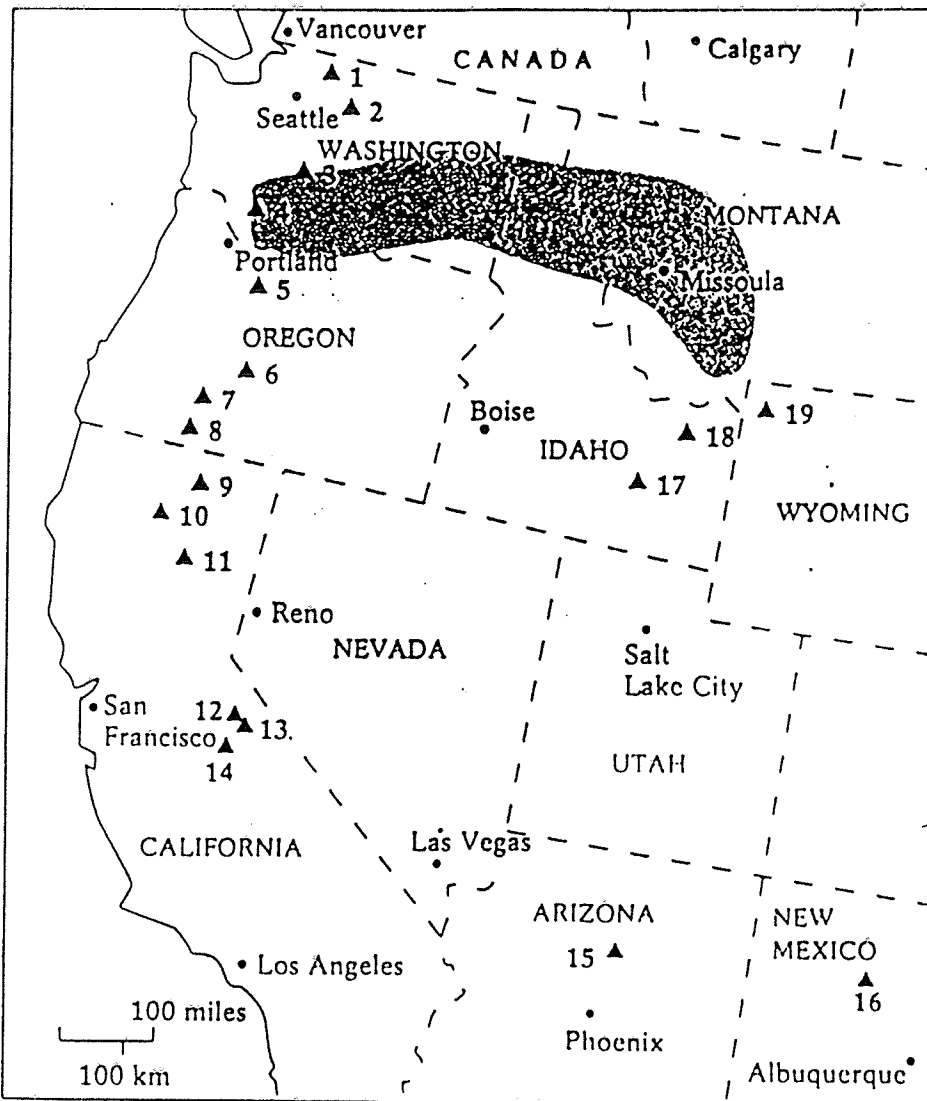 Vancouver
CANADA
Calgary
1
2
Seattle
WASHINGTON
3
4
MONTANA
Portland
Missoula
5
OREGON
6
7
8
Boise
IDAHO
18
19
17
WYOMING
9
10
11
Reno
NEVADA
Salt
Lake City
San
Francisco
12
13.
14
UTAH
CALIFORNIA
Las Vegas
ARIZONA
15
NEW
MEXICO
16
Los Angeles
100 miles
100 km
Phoenix
Albuquerque